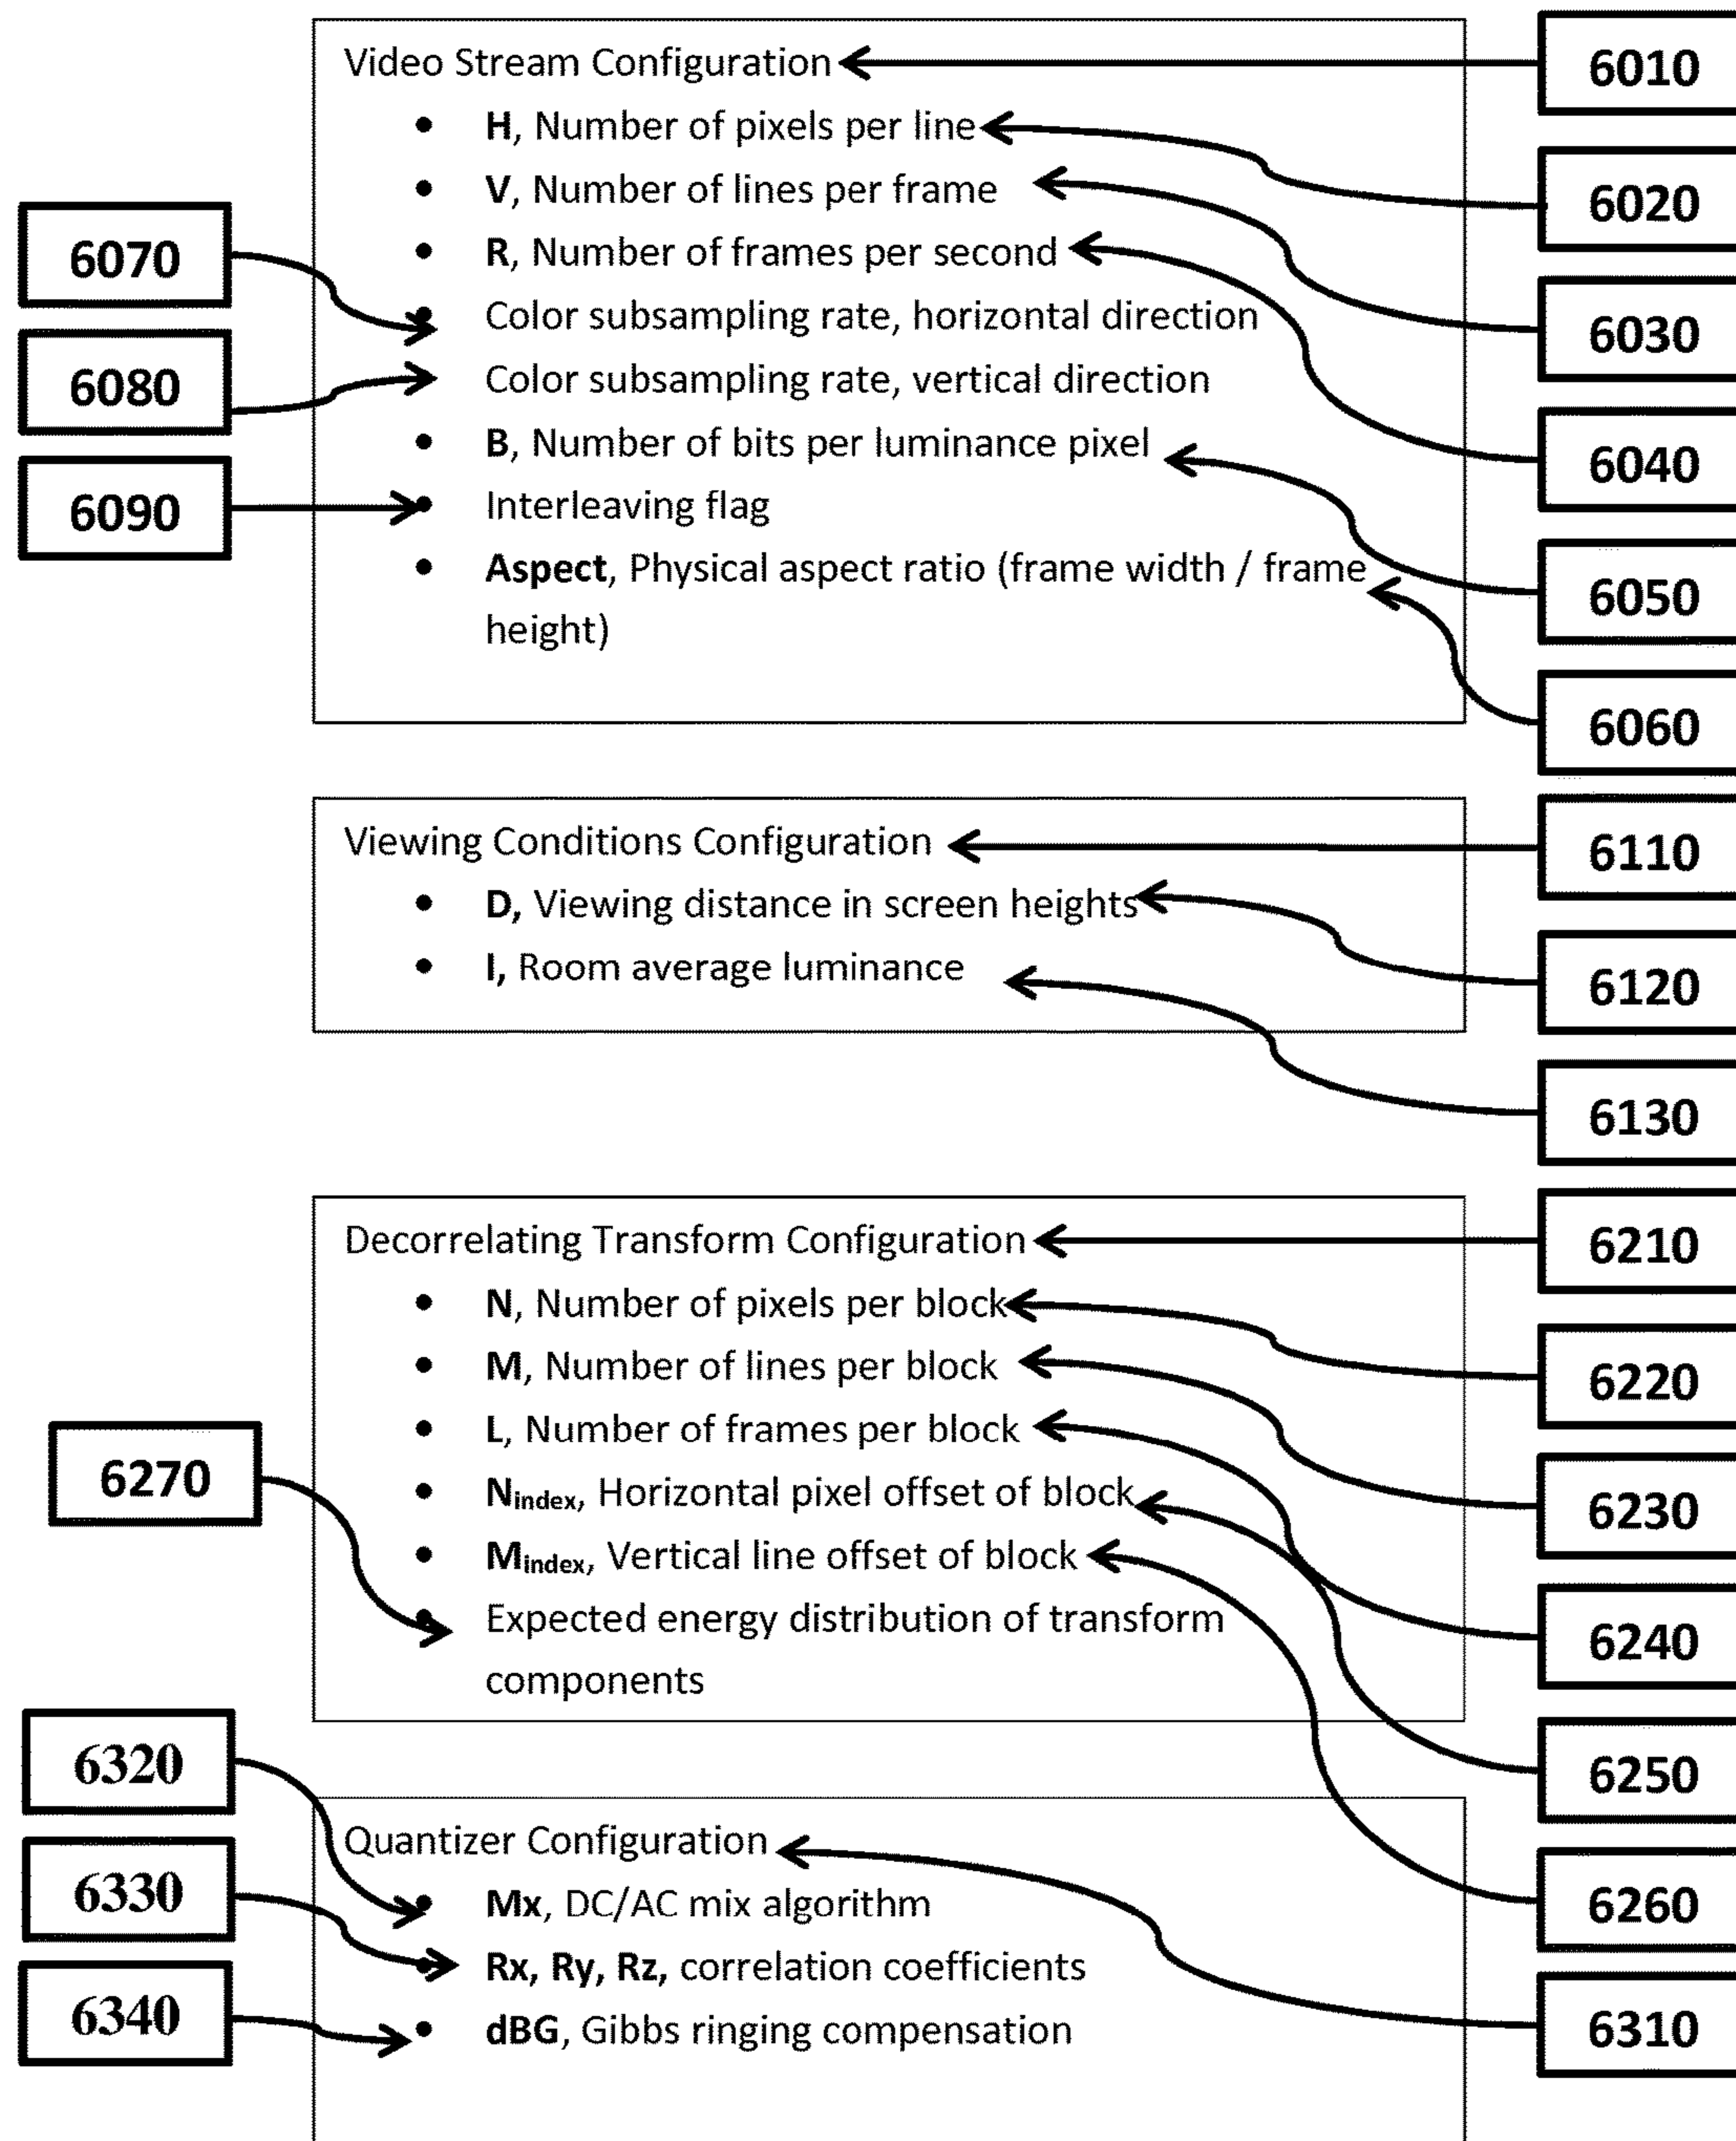 Video Stream Configuration
• H, Number of pixels per line
• V, Number of lines per frame
• R, Number of frames per second
• Color subsampling rate, horizontal direction
Color subsampling rate, vertical direction
• B, Number of bits per luminance pixel
• Interleaving flag
• Aspect, Physical aspect ratio (frame width / frame
height)
6010
6020
6030
6040
6050
6060
6070
6080
6090
Viewing Conditions Configuration
• D, Viewing distance in screen heights
• I, Room average luminance
6110
6120
6130
Decorrelating Transform Configuration
• N, Number of pixels per block
• M, Number of lines per block
• L, Number of frames per block
• Nindex, Horizontal pixel offset of block
• Mindex, Vertical line offset of block
• Expected energy distribution of transform
components
6210
6220
6230
6240
6250
6260
6270
Quantizer Configuration
• Mx, DC/AC mix algorithm
• Rx, Ry, Rz, correlation coefficients
• dBG, Gibbs ringing compensation
6310
6320
6330
6340